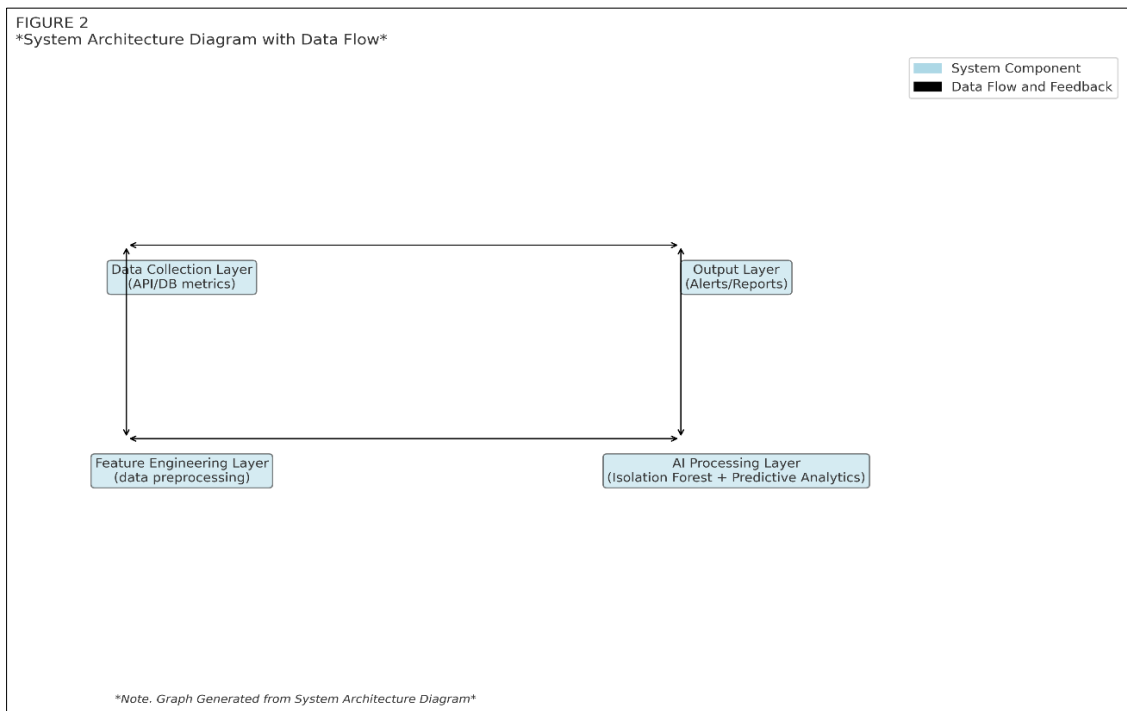 FIGURE 2
*System Architecture Diagram with Data Flow*
System Component
Data Flow and Feedback
Data Collection Layer
(API/DB metrics)
Output Layer
(Alerts/Reports)
Feature Engineering Layer
(data preprocessing)
AI Processing Layer
(Isolation Forest + Predictive Analytics)
*Note. Graph Generated from System Architecture Diagram*